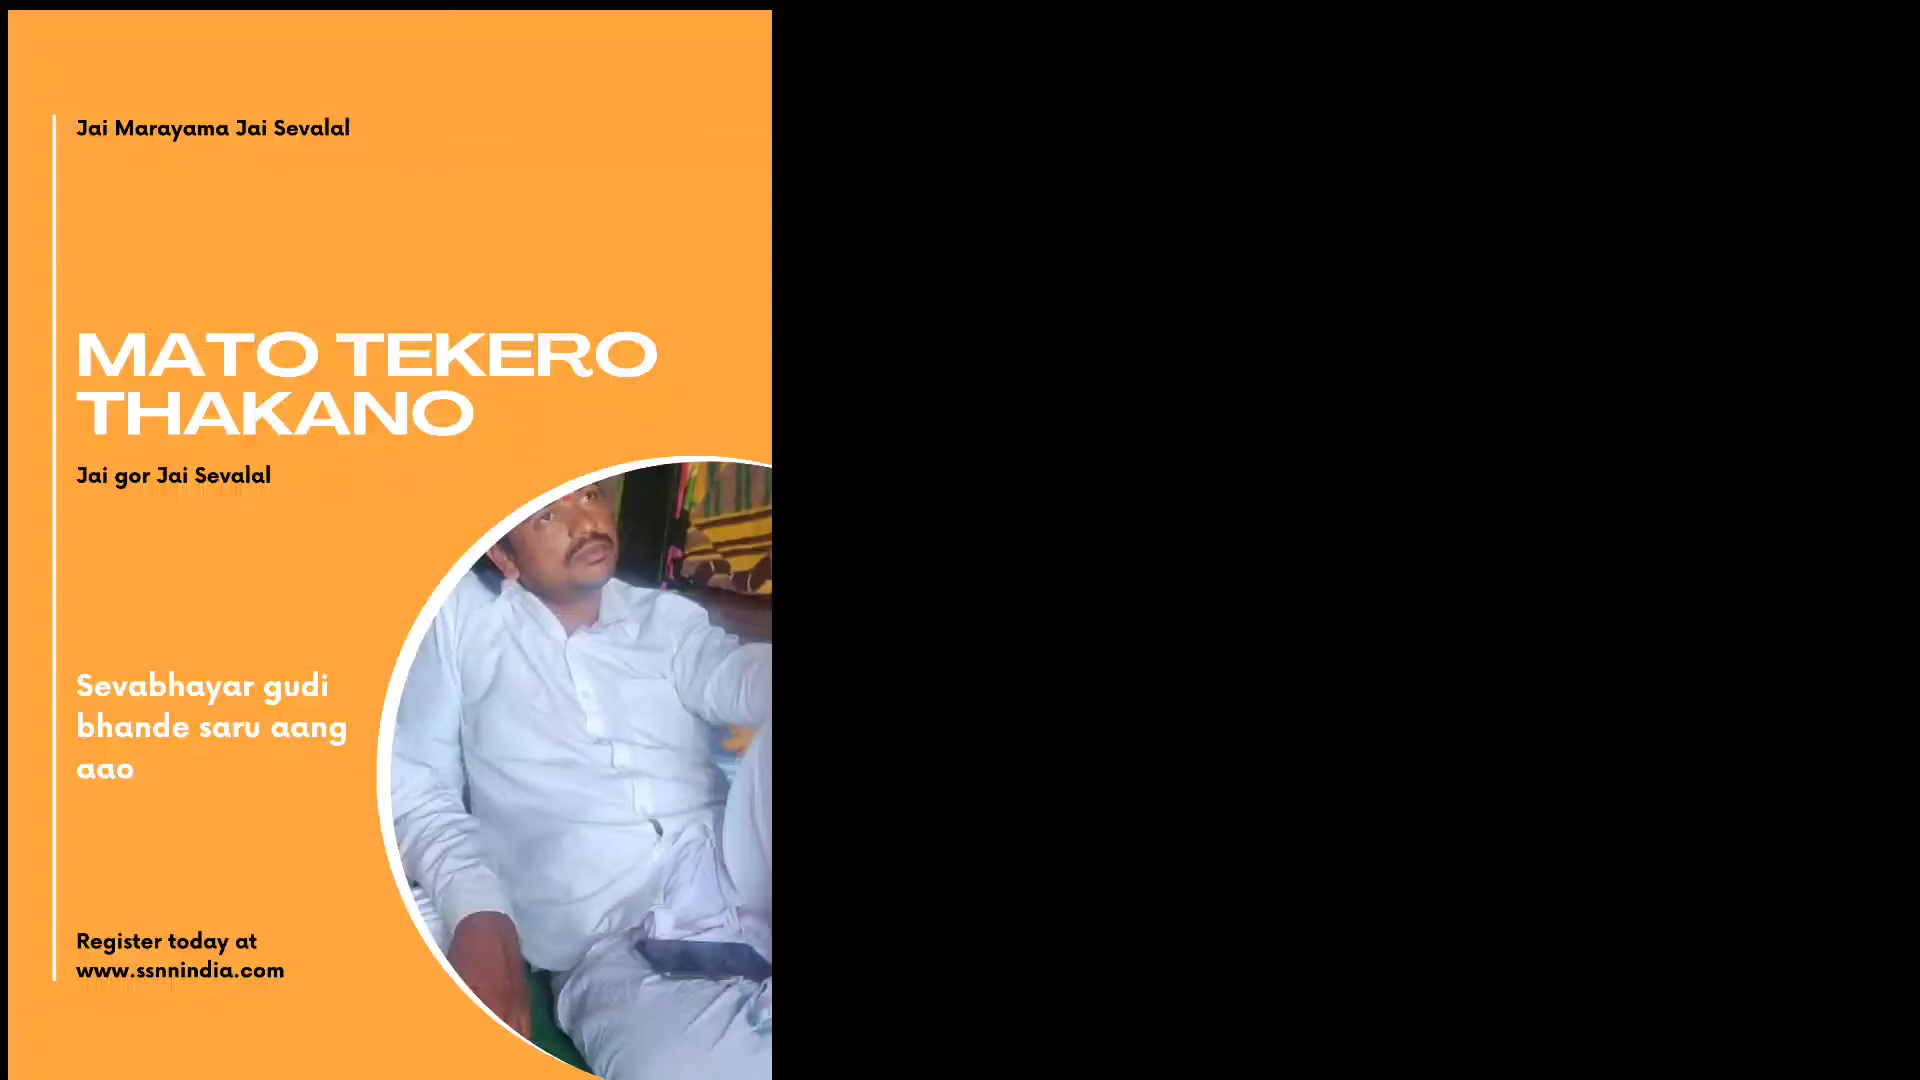 Jai Marayama Jai Sevalal
MATO TEKERO
THAKANO
Jai gor Jai Sevalal
Sevabhayar gudi
bhande saru aang
aao
Register today at
www.ssnnindia.com